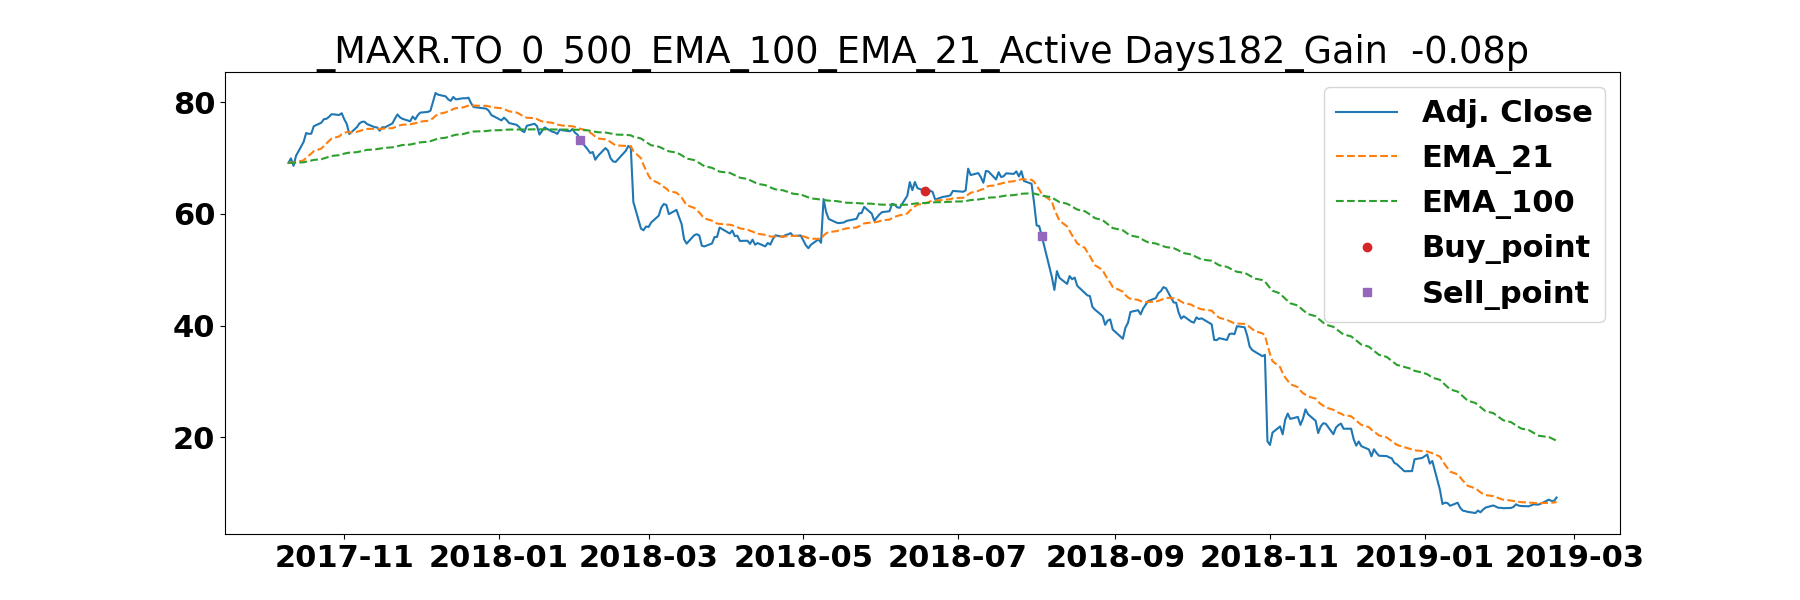 _MAXR.TO_0_500_EMA_100_EMA_21_Active Days182_Gain  -0.08p
80
60
40
20
Adj. Close
EMA_21
EMA_100
Buy_point
Sell_point
2017-11 2018-01 2018-03 2018-05 2018-07 2018-09 2018-11 2019-01 2019-03